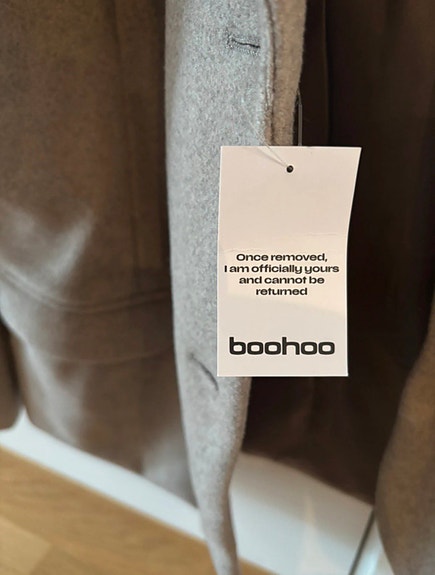 Once removed,
I am officially yours
and cannot be
returned
boohoo